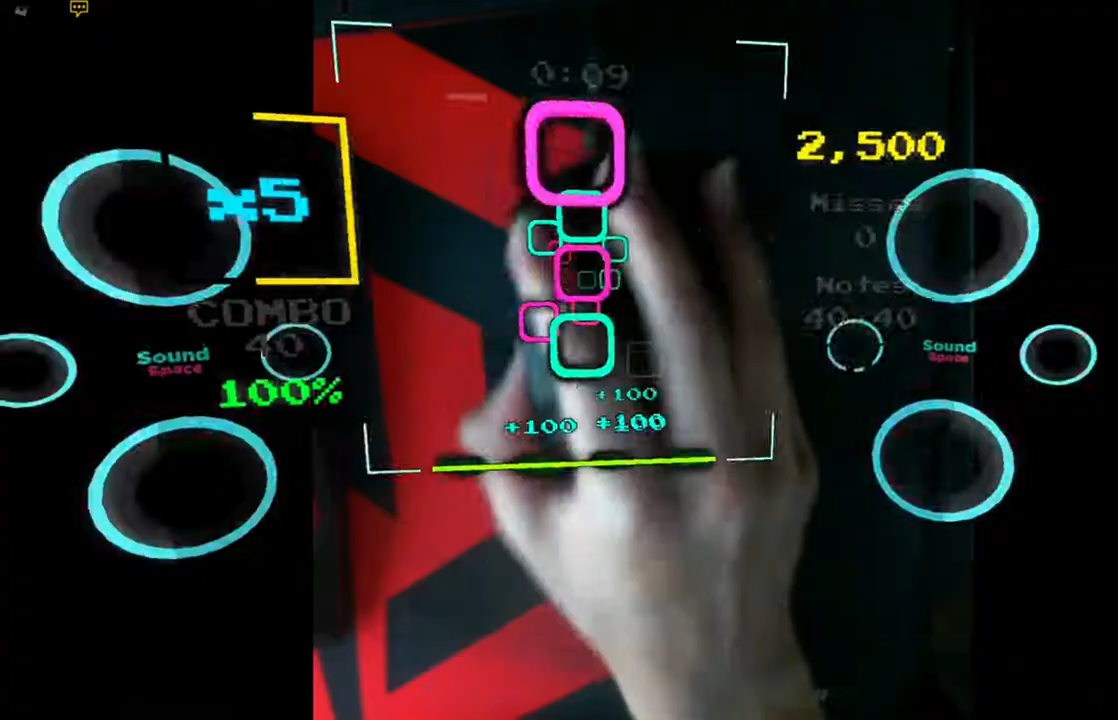 0:09
x5
2,500
Misses
0
COMBO
40
Notes
40/40
Sound
Space
Sound
Space
100%
+100
+100
+100